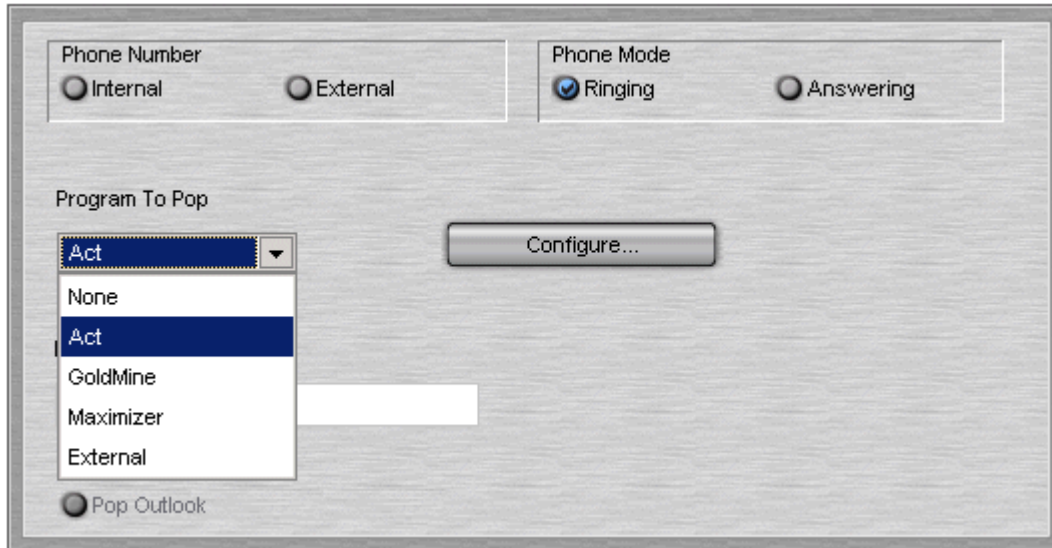 Phone Number
Internal External
Phone Mode
Ringing Answering
Program To Pop
Act
Configure...
None
Act
GoldMine
Maximizer
External
Pop Outlook